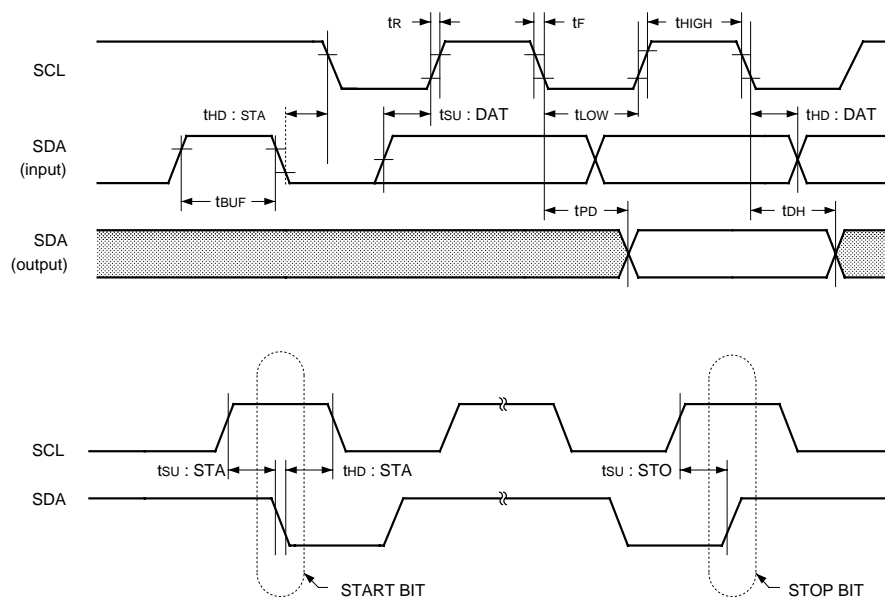 tR tF tHIGH
SCL
tHD : STA tSU : DAT tLOW tHD : DAT
SDA
(input)
tBUF tPD tDH
SDA
(output)
SCL
tSU : STA tHD : STA tSU : STO
SDA
START BIT STOP BIT